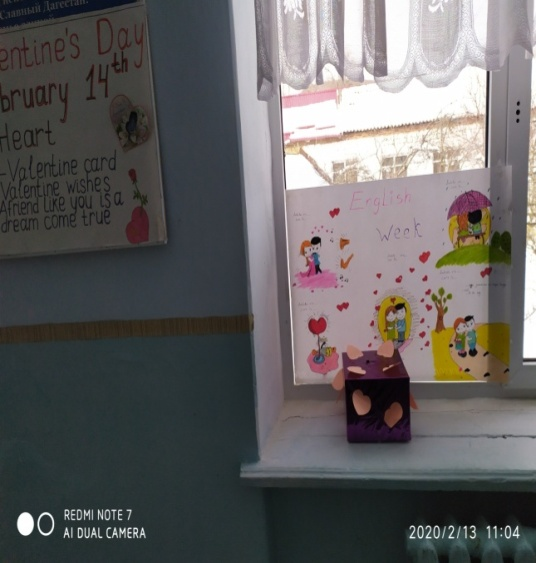 Славный Дагестан.
entine's Day
bruary 14th
Heart
-Valentine card
Valentine wishes
A friend like you is a
dream come true
English
Week
REDMI NOTE 7
AI DUAL CAMERA
2020/2/13 11:04